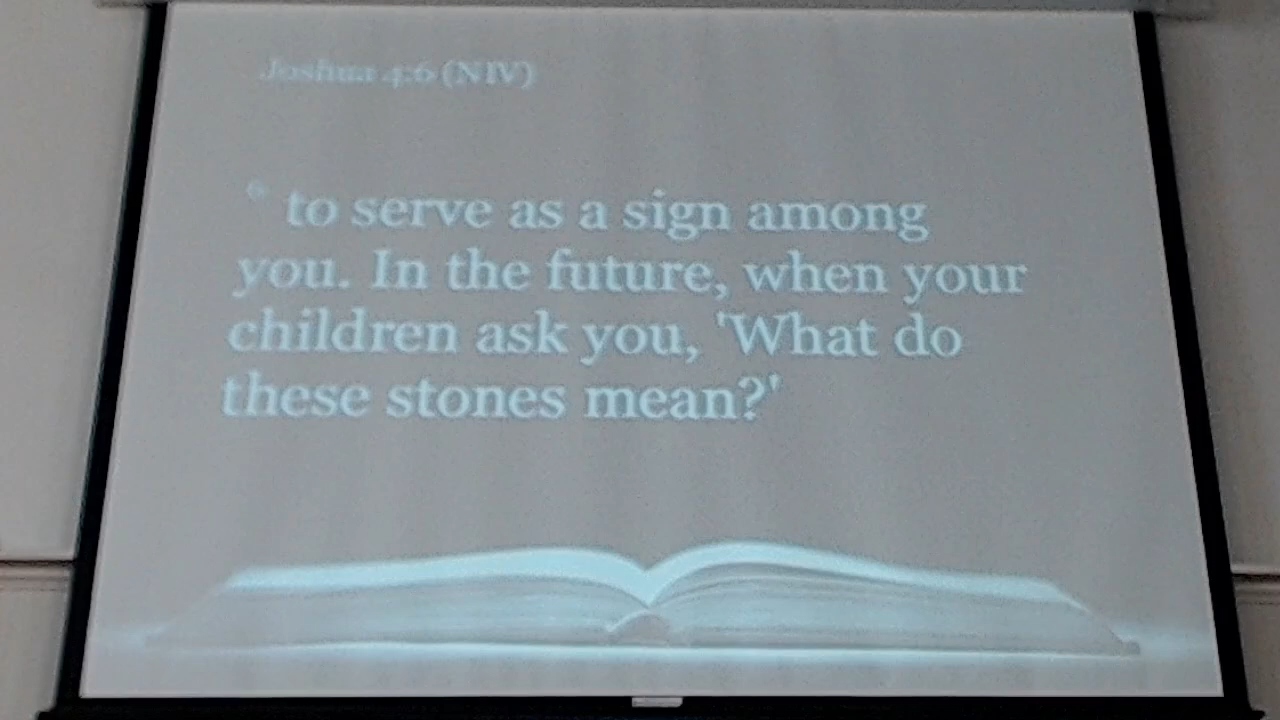 Joshua 4:6 (NIV)
⁶ to serve as a sign among
you. In the future, when your
children ask you, 'What do
these stones mean?'